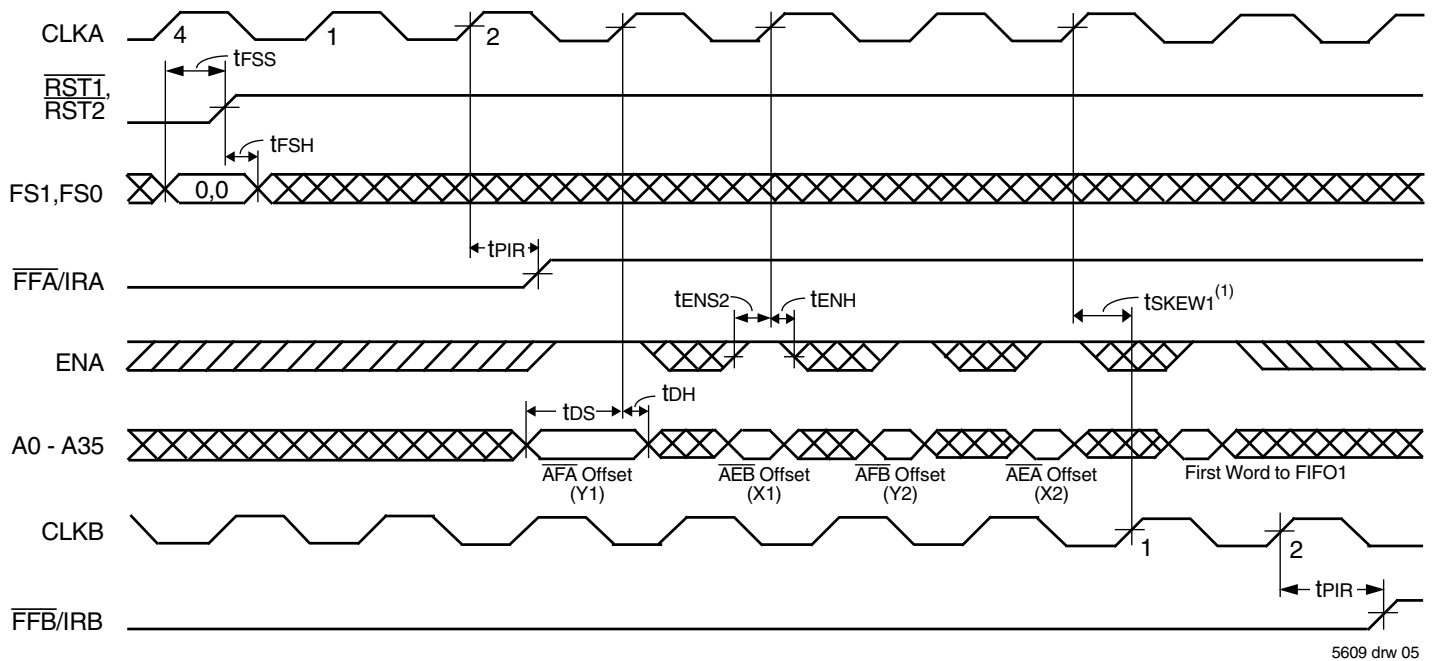 CLKA
4
1
2
tFSS
RST1,
RST2
tFSH
FS1,FS0
0,0
tPIR
FFA/IRA
tENS2
tENH
tSKEW1(1)
ENA
tDS
tDH
A0 - A35
AFA Offset
(Y1)
AEB Offset
(X1)
AFB Offset
(Y2)
AEA Offset
(X2)
First Word to FIFO1
CLKB
1
2
tPIR
FFB/IRB
5609 drw 05